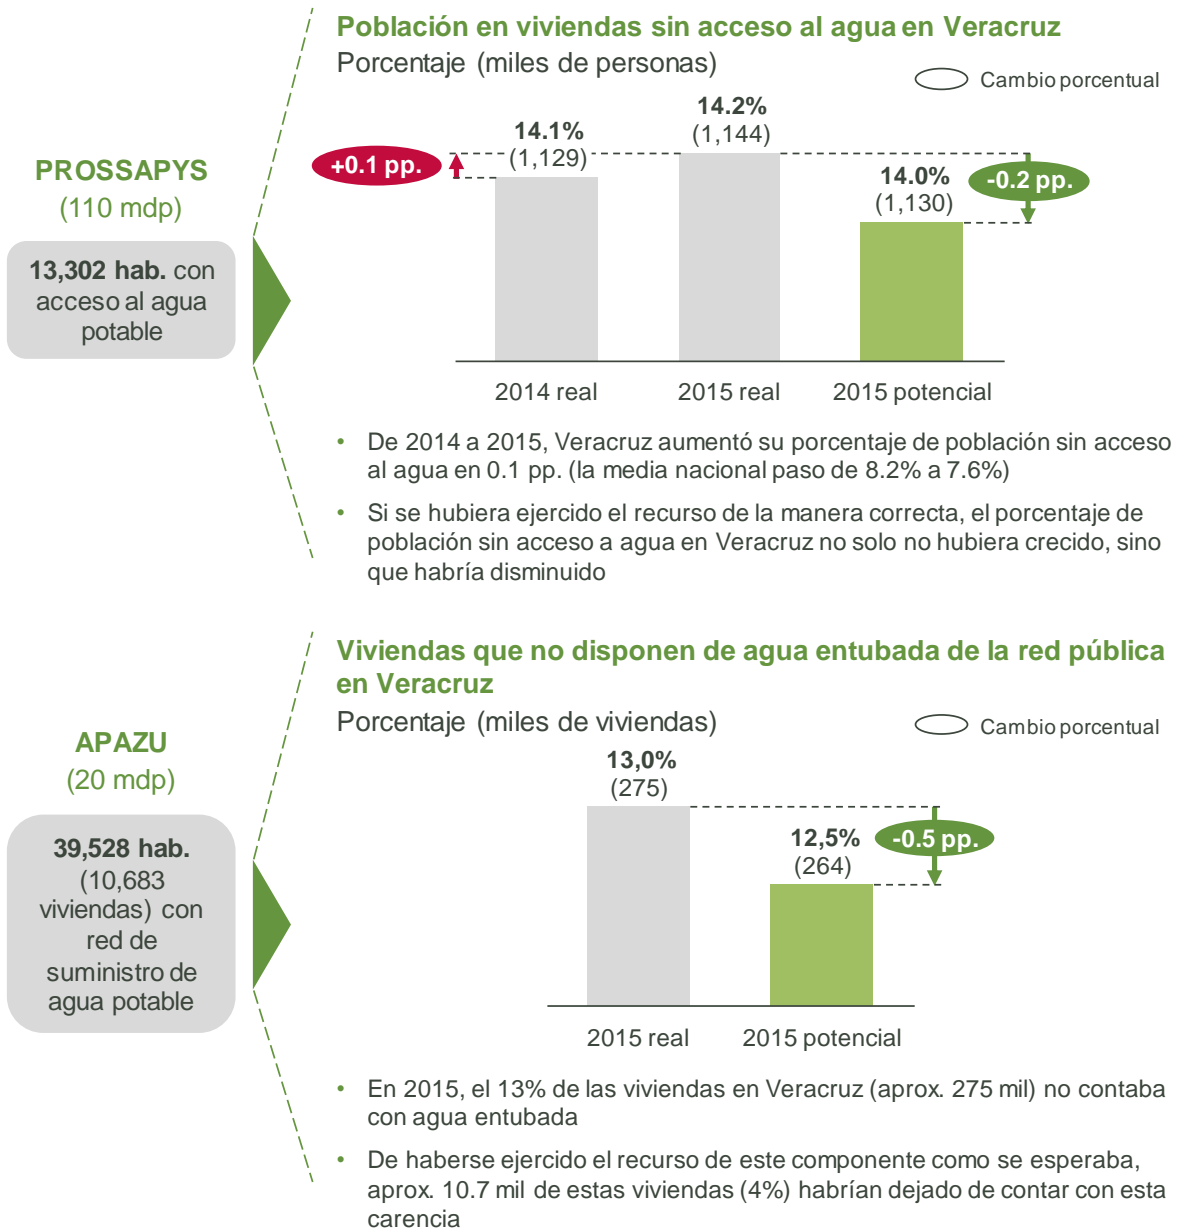 Población en viviendas sin acceso al agua en Veracruz
Porcentaje (miles de personas)
Cambio porcentual
PROSSAPYS
(110 mdp)
13,302 hab. con
acceso al agua
potable
+0.1 pp.
14.1%
(1,129)
14.2%
(1,144)
14.0%
(1,130)
-0.2 pp.
2014 real
2015 real
2015 potencial
• De 2014 a 2015, Veracruz aumentó su porcentaje de población sin acceso
al agua en 0.1 pp. (la media nacional paso de 8.2% a 7.6%)
• Si se hubiera ejercido el recurso de la manera correcta, el porcentaje de
población sin acceso a agua en Veracruz no solo no hubiera crecido, sino
que habría disminuido
Viviendas que no disponen de agua entubada de la red pública
en Veracruz
Porcentaje (miles de viviendas)
Cambio porcentual
APAZU
(20 mdp)
39,528 hab.
(10,683
viviendas) con
red de
suministro de
agua potable
13,0%
(275)
12,5%
(264)
-0.5 pp.
2015 real
2015 potencial
• En 2015, el 13% de las viviendas en Veracruz (aprox. 275 mil) no contaba
con agua entubada
• De haberse ejercido el recurso de este componente como se esperaba,
aprox. 10.7 mil de estas viviendas (4%) habrían dejado de contar con esta
carencia